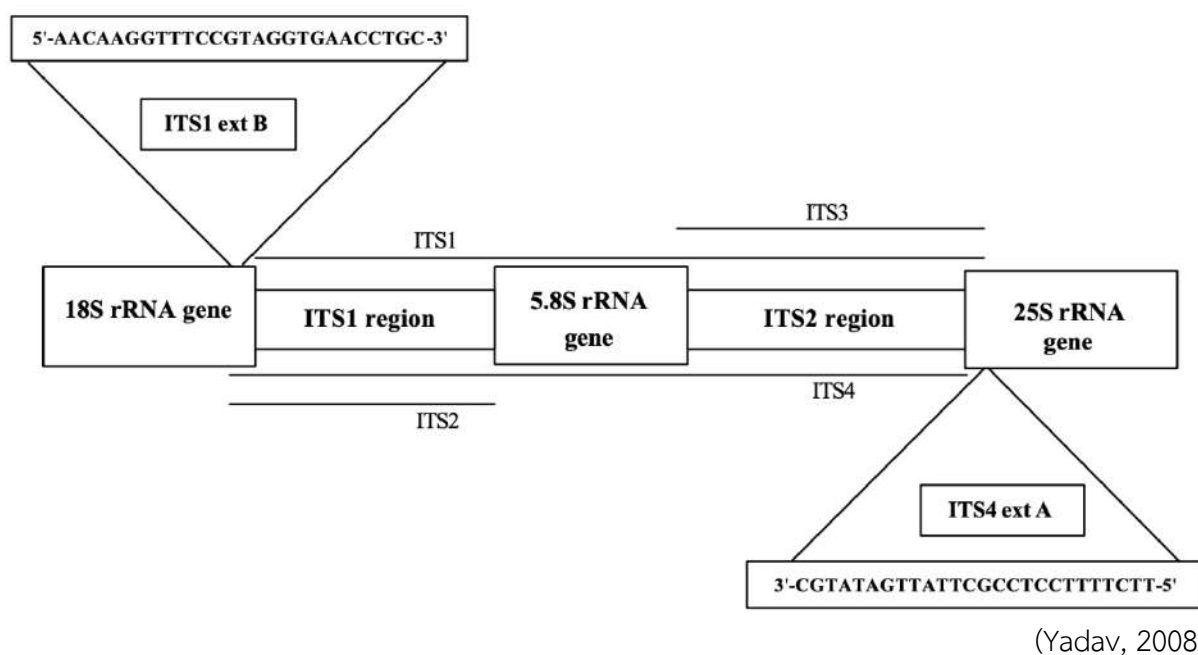 5'-AACAAGGTTTCCGTAGGTGAACCTGC-3'
ITS1 ext B
ITS3
ITS1
18S rRNA gene
ITS1 region
5.8S rRNA
gene
ITS2 region
25S rRNA
gene
ITS4
ITS2
ITS4 ext A
3'-CGTATAGTTATTCGCCTCCTTTTCTT-5'
(Yadav, 2008